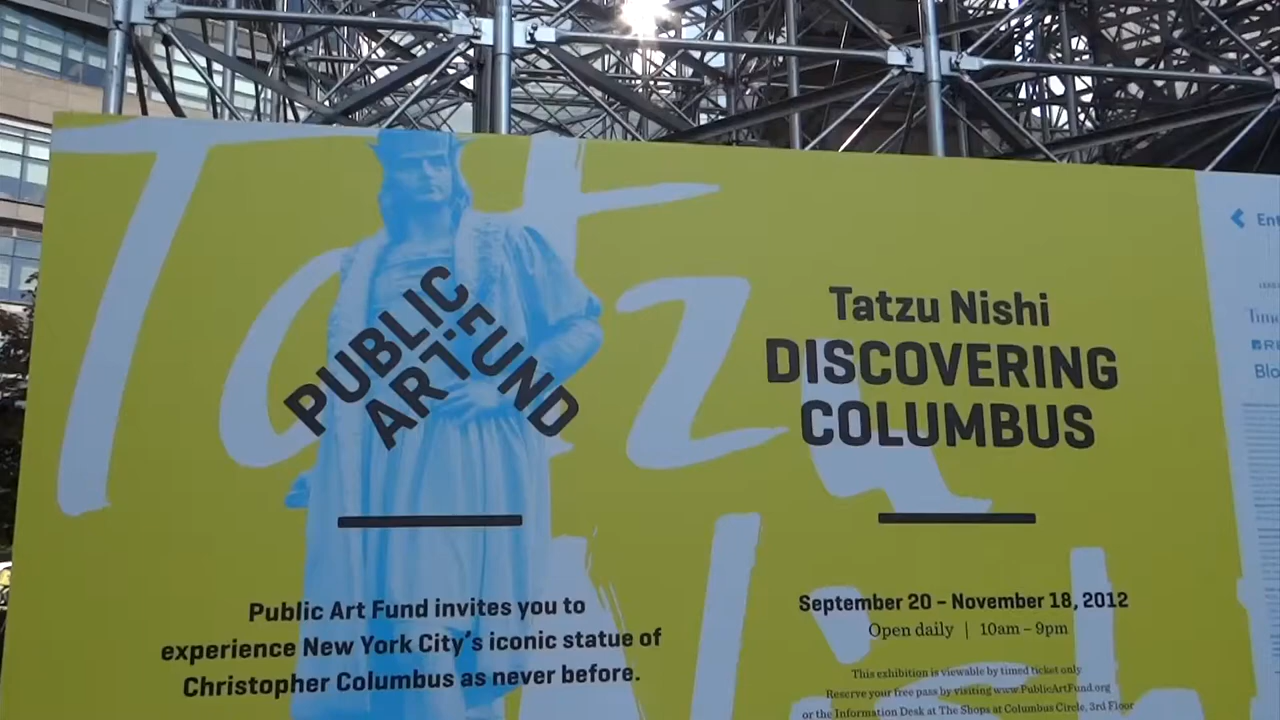 Tatzu
Nishi
PUBLIC
ART
FUND
Public Art Fund invites you to
experience New York City's iconic statue of
Christopher Columbus as never before.
Tatzu Nishi
DISCOVERING
COLUMBUS
September 20 – November 18, 2012
Open daily | 10am – 9pm
This exhibition is viewable by timed ticket only
Reserve your free pass by visiting www.PublicArtFund.org
or the Information Desk at The Shops at Columbus Circle, 3rd Floor